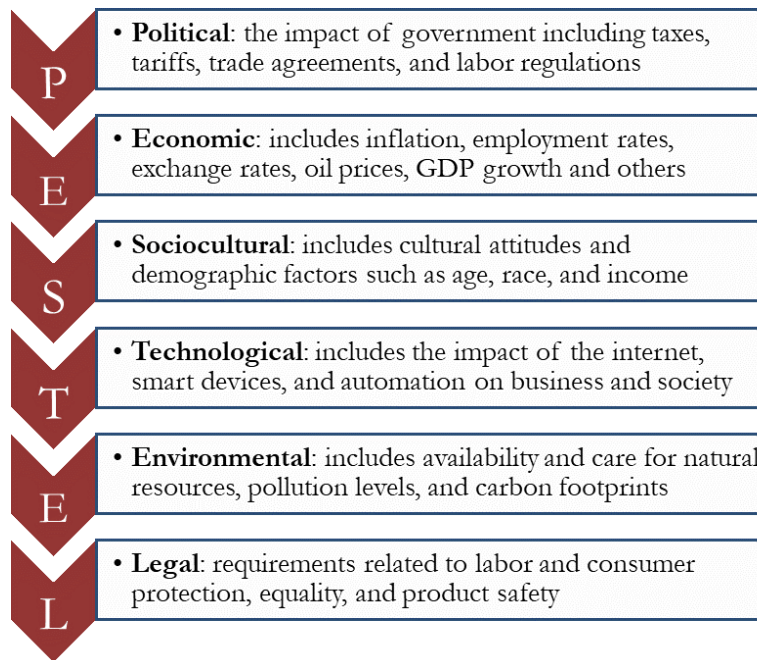 P
• Political: the impact of government including taxes,
tariffs, trade agreements, and labor regulations
E
• Economic: includes inflation, employment rates,
exchange rates, oil prices, GDP growth and others
S
• Sociocultural: includes cultural attitudes and
demographic factors such as age, race, and income
T
• Technological: includes the impact of the internet,
smart devices, and automation on business and society
E
• Environmental: includes availability and care for natural
resources, pollution levels, and carbon footprints
L
• Legal: requirements related to labor and consumer
protection, equality, and product safety